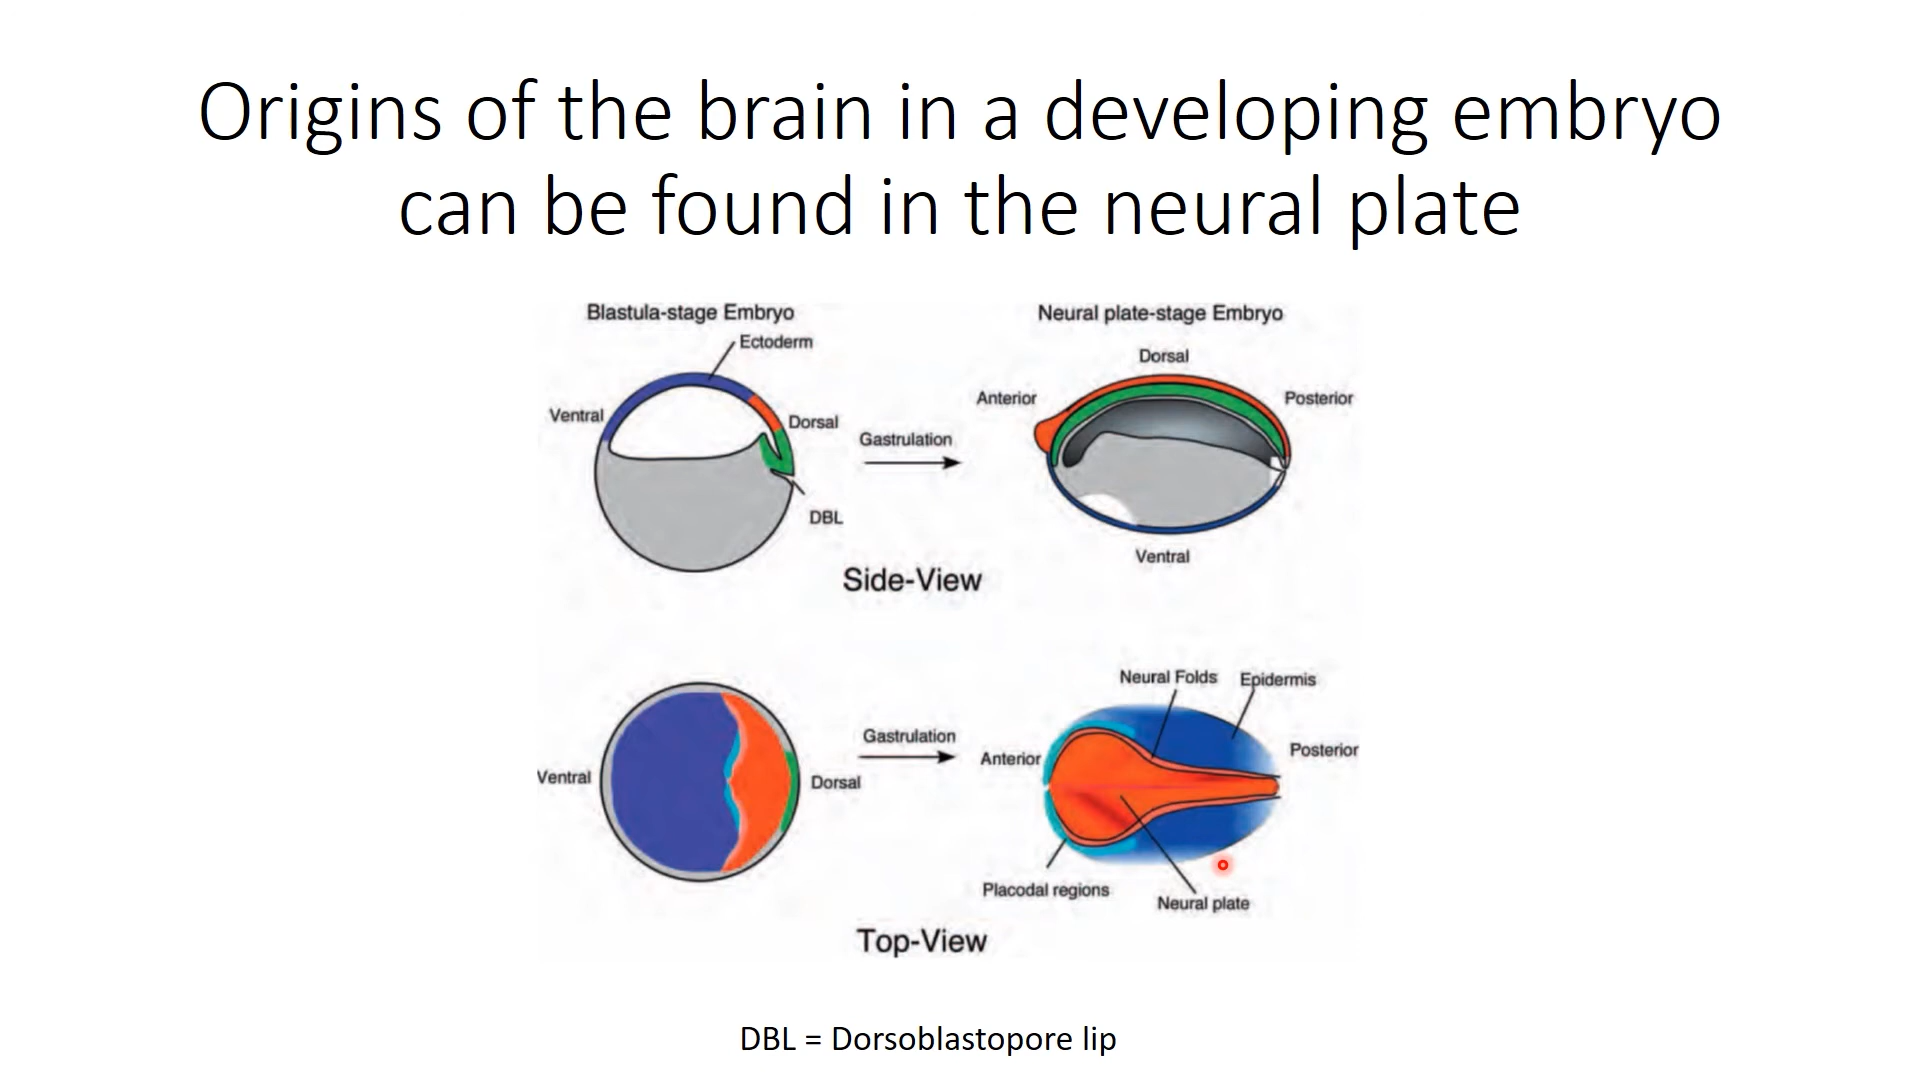 Origins of the brain in a developing embryo
can be found in the neural plate
Blastula-stage Embryo
Ectoderm
Ventral
Dorsal
DBL
Gastrulation
Neural plate-stage Embryo
Dorsal
Anterior
Posterior
Ventral
Side-View
Ventral
Dorsal
Gastrulation
Neural Folds
Epidermis
Anterior
Posterior
Placodal regions
Neural plate
Top-View
DBL = Dorsoblastopore lip